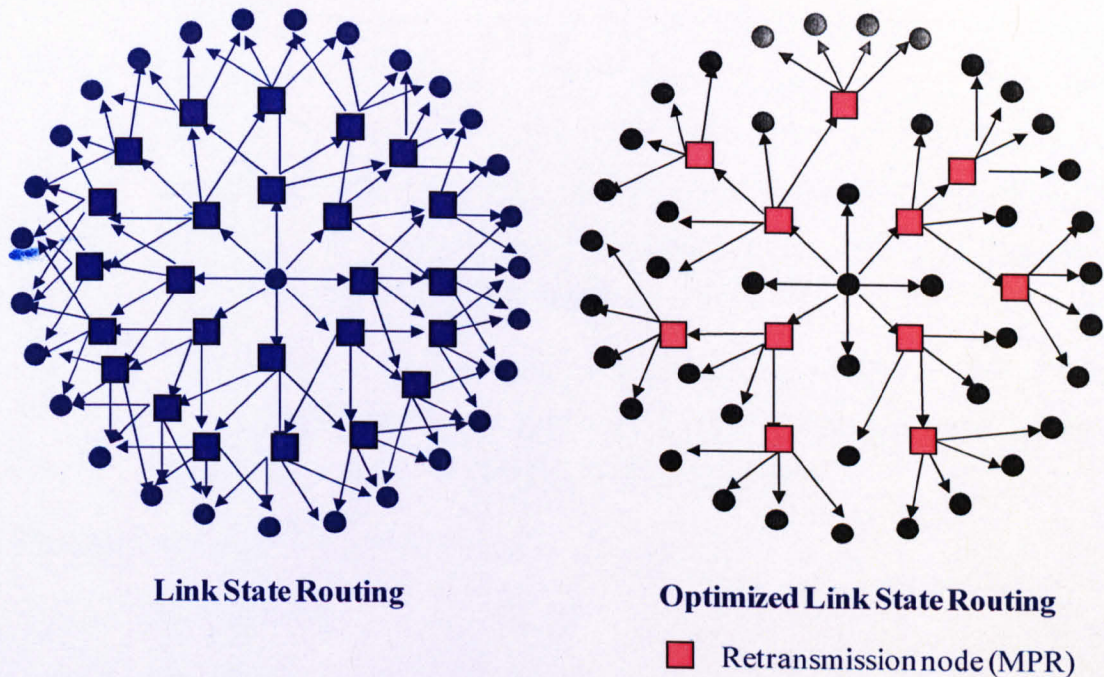 Link State Routing
Optimized Link State Routing
Retransmission node (MPR)